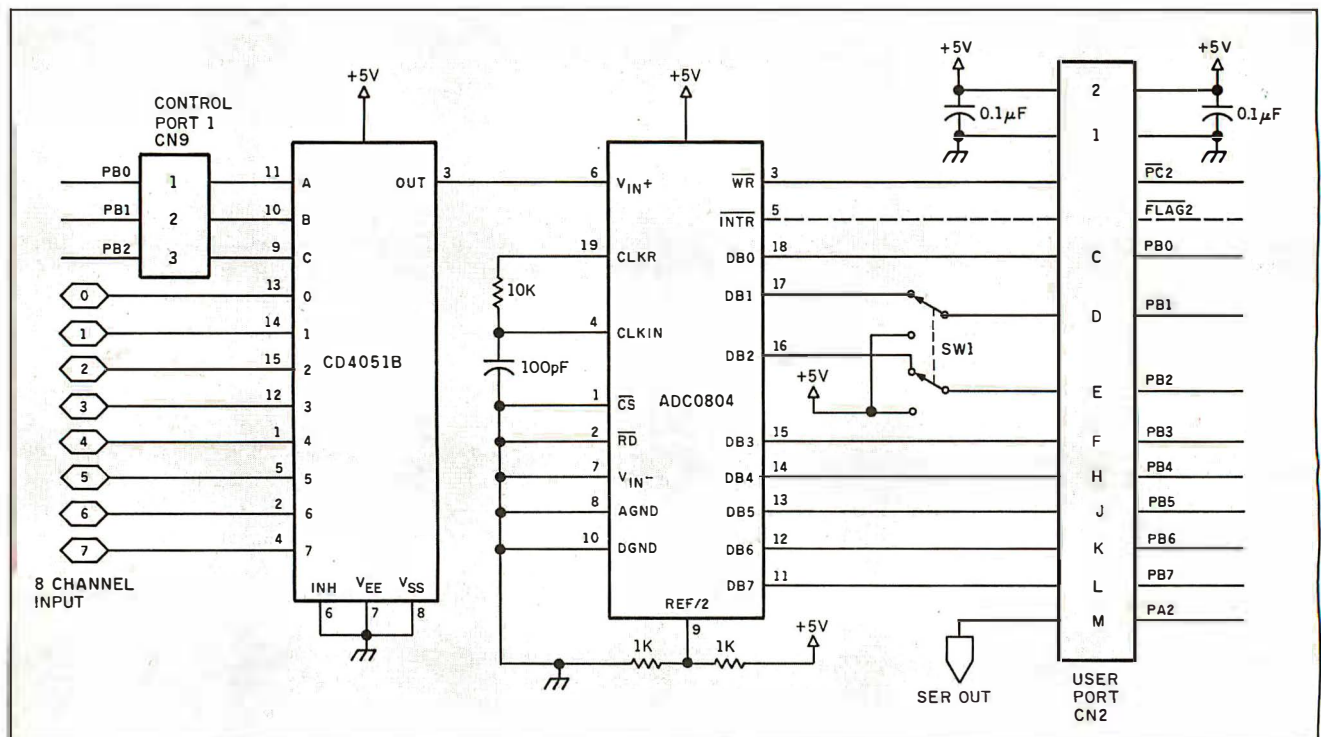 CONTROL
PORT 1
CN9
PB0
PB1
PB2
1
2
3
11
10
9
13
14
15
12
1
5
2
4
0
1
2
3
4
5
6
7
8 CHANNEL
INPUT
+5V
A
B
C
0
1
2
3
4
5
6
7
OUT
3
CD4051B
INH
VEE
VSS
6
7
8
10K
100pF
+5V
6
19
4
1
2
7
8
10
VIN+
CLKR
CLKIN
CS
RD
VIN-
AGND
DGND
ADC0804
WR
INTR
DB0
DB1
DB2
DB3
DB4
DB5
DB6
DB7
3
5
18
17
16
15
14
13
12
11
REF/2
9
1K
1K
+5V
+5V
SW1
+5V
0.1μF
+5V
0.1μF
2
1
C
D
E
F
H
J
K
L
M
PC2
FLAG2
PB0
PB1
PB2
PB3
PB4
PB5
PB6
PB7
PA2
SER OUT
USER
PORT
CN2